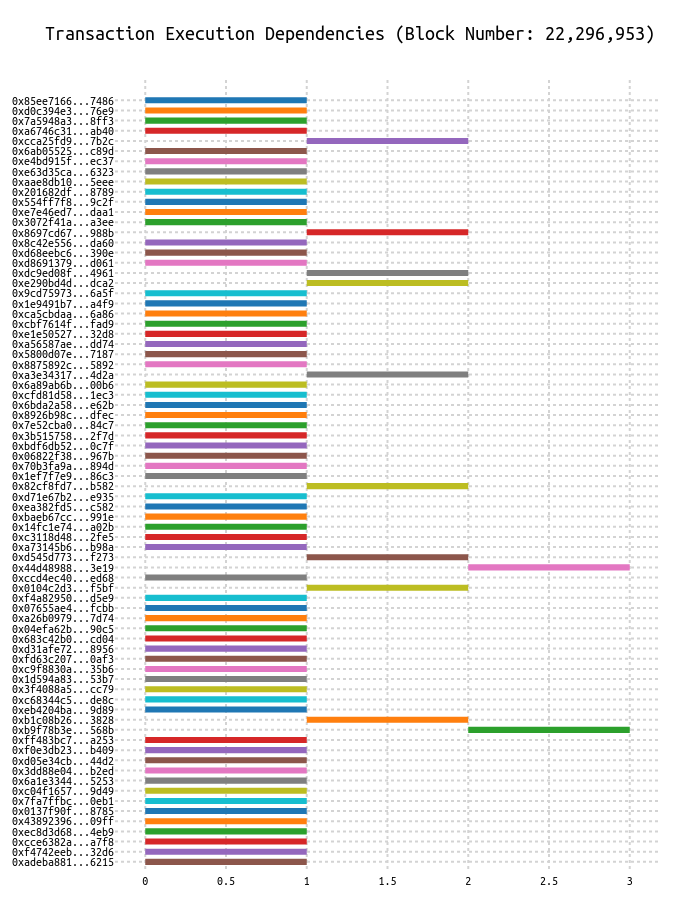 Transaction Execution Dependencies (Block Number: 22,296,953)
0x85ee7166...7486
0xd0c394e3...76e9
0x7a5948a3...8ff3
0xa6746c31...ab40
0xcca25fd9...7b2c
0x6ab05525...c89d
0xe4bd915f...ec37
0xe63d35ca...6323
0xaae8db10...5eee
0x201682df...8789
0x554ff7f8...9c2f
0xe7e46ed7...daa1
0x3072f41a...a3ee
0x8697cd67...988b
0x8c42e556...da60
0xd68eebc6...390e
0xd8691379...d061
0xdc9ed08f...4961
0xe290bd4d...dca2
0x9cd75973...6a5f
0x1e9491b7...a4f9
0xca5cbdaa...6a86
0xcbf7614f...fad9
0xe1e50527...32d8
0xa56587ae...dd74
0x5800d07e...7187
0x8875892c...5892
0xa3e34317...4d2a
0x6a89ab6b...00b6
0xcfd81d58...1ec3
0x6bda2a58...e62b
0x8926b98c...dfec
0x7e52cba0...84c7
0x3b515758...2f7d
0xbdf6db52...0c7f
0x06822f38...967b
0x70b3fa9a...894d
0x1ef7f7e9...86c3
0x82cf8fd7...b582
0xd71e67b2...e935
0xea382fd5...c582
0xbaeb67cc...991e
0x14fc1e74...a02b
0xc3118d48...2fe5
0xa73145b6...b98a
0xd545d773...f273
0x44d48988...3e19
0xccd4ec40...ed68
0x0104c2d3...f5bf
0xf4a82950...d5e9
0x07655ae4...fcbb
0xa26b0979...7d74
0x04efa62b...90c5
0x683c42b0...cd04
0xd31afe72...8956
0xfd63c207...0af3
0xc9f8830a...35b6
0x1d594a83...53b7
0x3f4088a5...cc79
0xc68344c5...de8c
0xeb4204ba...9d89
0xb1c08b26...3828
0xb9f78b3e...568b
0xff483bc7...a253
0xf0e3db23...b409
0xd05e34cb...44d2
0x3dd88e04...b2ed
0x6a1e3344...5253
0xc04f1657...9d49
0x7fa7ffbc...0eb1
0x0137f90f...8785
0x43892396...09ff
0xec8d3d68...4eb9
0xcce6382a...a7f8
0xf4742eeb...32d6
0xadeba881...6215
0 0.5 1 1.5 2 2.5 3